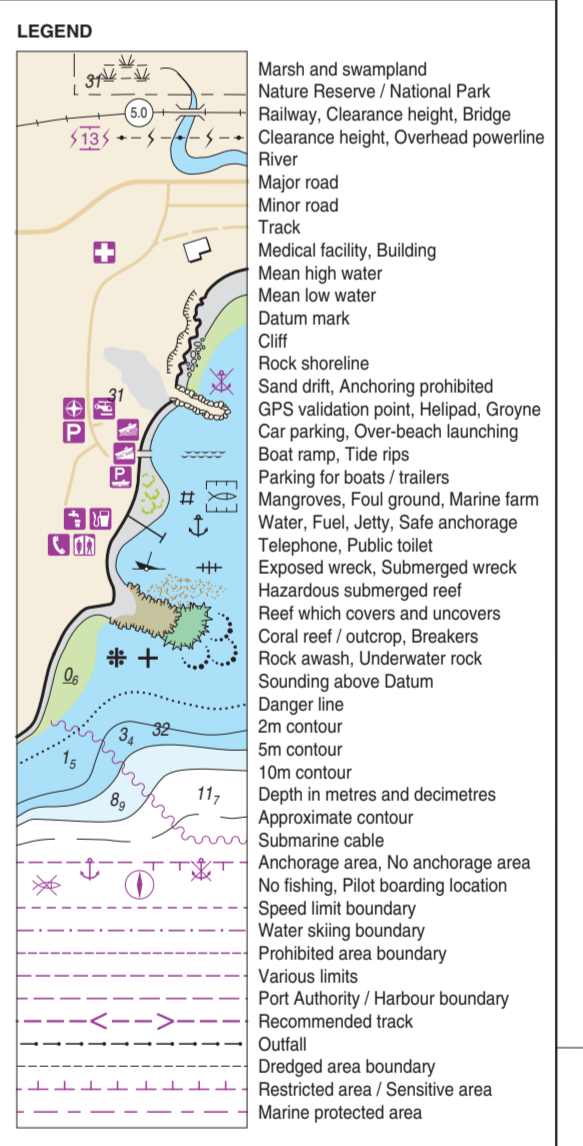 LEGEND
31
Marsh and swampland
Nature Reserve / National Park
5.0
Railway, Clearance height, Bridge
13
Clearance height, Overhead powerline
River
Major road
Minor road
Track
Medical facility, Building
Mean high water
Mean low water
Datum mark
Cliff
Rock shoreline
Sand drift, Anchoring prohibited
31
GPS validation point, Helipad, Groyne
P
Car parking, Over-beach launching
Boat ramp, Tide rips
P
Parking for boats / trailers
Mangroves, Foul ground, Marine farm
Water, Fuel, Jetty, Safe anchorage
Telephone, Public toilet
Exposed wreck, Submerged wreck
Hazardous submerged reef
Reef which covers and uncovers
Coral reef / outcrop, Breakers
Rock awash, Underwater rock
0₆
Sounding above Datum
Danger line
3₄ 32
2m contour
1₅
5m contour
10m contour
8₉ 11₇
Depth in metres and decimetres
Approximate contour
Submarine cable
Anchorage area, No anchorage area
No fishing, Pilot boarding location
Speed limit boundary
Water skiing boundary
Prohibited area boundary
Various limits
Port Authority / Harbour boundary
Recommended track
Outfall
Dredged area boundary
Restricted area / Sensitive area
Marine protected area